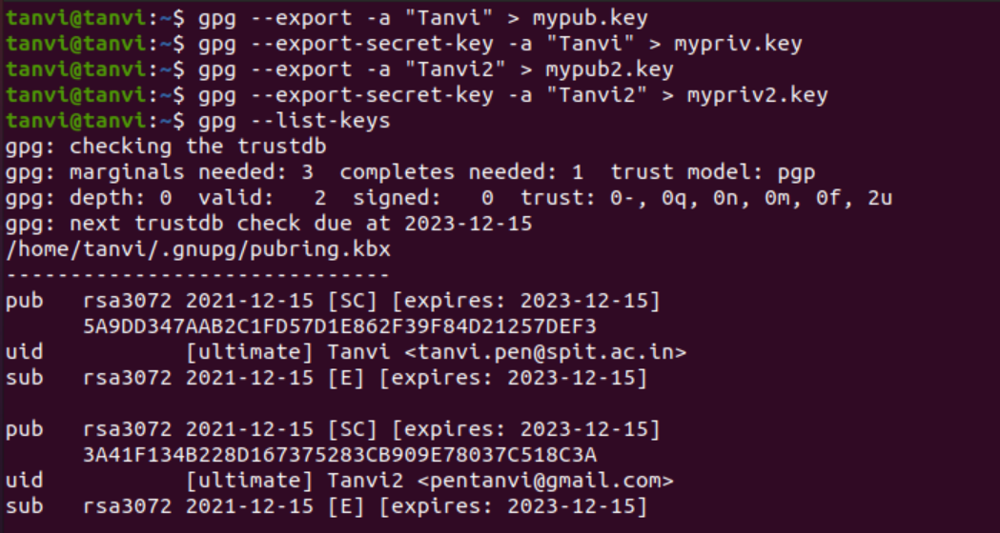 tanvi@tanvi:~$ gpg --export -a "Tanvi" > mypub.key
tanvi@tanvi:~$ gpg --export-secret-key -a "Tanvi" > mypriv.key
tanvi@tanvi:~$ gpg --export -a "Tanvi2" > mypub2.key
tanvi@tanvi:~$ gpg --export-secret-key -a "Tanvi2" > mypriv2.key
tanvi@tanvi:~$ gpg --list-keys
gpg: checking the trustdb
gpg: marginals needed: 3  completes needed: 1  trust model: pgp
gpg: depth: 0  valid:   2  signed:   0  trust: 0-, 0q, 0n, 0m, 0f, 2u
gpg: next trustdb check due at 2023-12-15
/home/tanvi/.gnupg/pubring.kbx
------------------------------
pub   rsa3072 2021-12-15 [SC] [expires: 2023-12-15]
      5A9DD347AAB2C1FD57D1E862F39F84D21257DEF3
uid           [ultimate] Tanvi <tanvi.pen@spit.ac.in>
sub   rsa3072 2021-12-15 [E] [expires: 2023-12-15]

pub   rsa3072 2021-12-15 [SC] [expires: 2023-12-15]
      3A41F134B228D167375283CB909E78037C518C3A
uid           [ultimate] Tanvi2 <pentanvi@gmail.com>
sub   rsa3072 2021-12-15 [E] [expires: 2023-12-15]